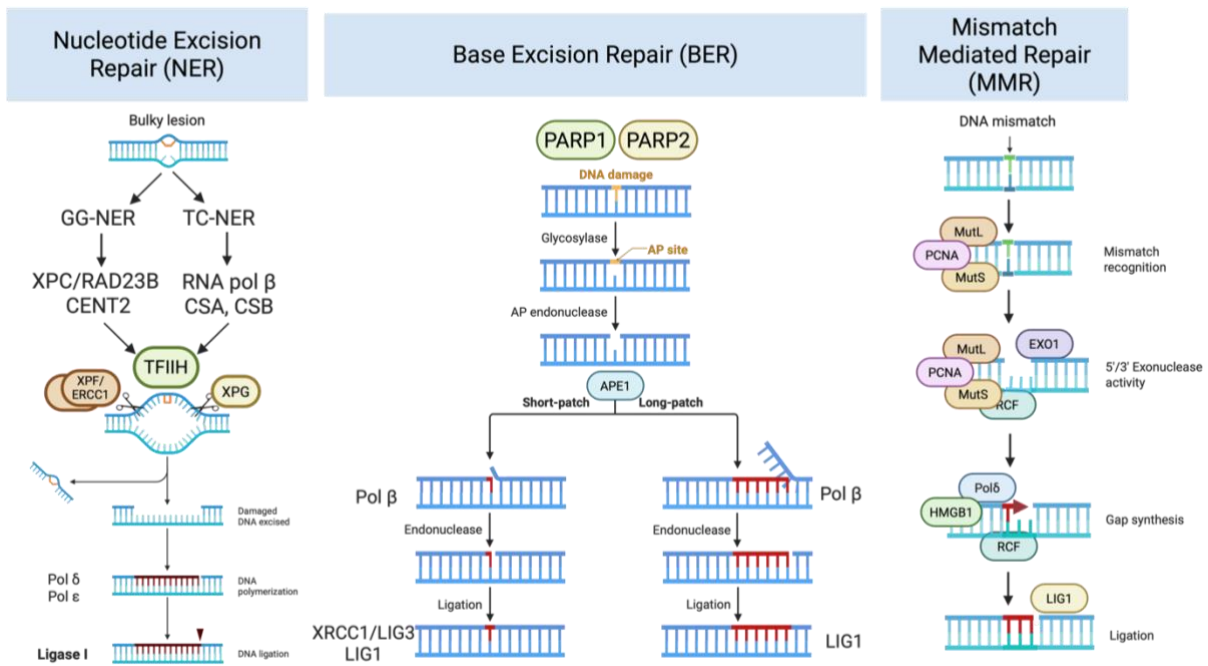 Nucleotide Excision
Repair (NER)
Bulky lesion
GG-NER
TC-NER
XPC/RAD23B
CENT2
RNA pol β
CSA, CSB
TFIIH
XPF/
ERCC1
XPG
Damaged
DNA excised
Pol δ
Pol ε
DNA
polymerization
Ligase I
DNA ligation
Base Excision Repair (BER)
PARP1
PARP2
DNA damage
Glycosylase
AP site
AP endonuclease
APE1
Short-patch
Long-patch
Pol β
Pol β
Endonuclease
Endonuclease
Ligation
Ligation
XRCC1/LIG3
LIG1
LIG1
Mismatch
Mediated Repair
(MMR)
DNA mismatch
MutL
PCNA
MutS
Mismatch
recognition
MutL
EXO1
PCNA
MutS
RCF
5'/3' Exonuclease
activity
Polδ
HMGB1
RCF
Gap synthesis
LIG1
Ligation